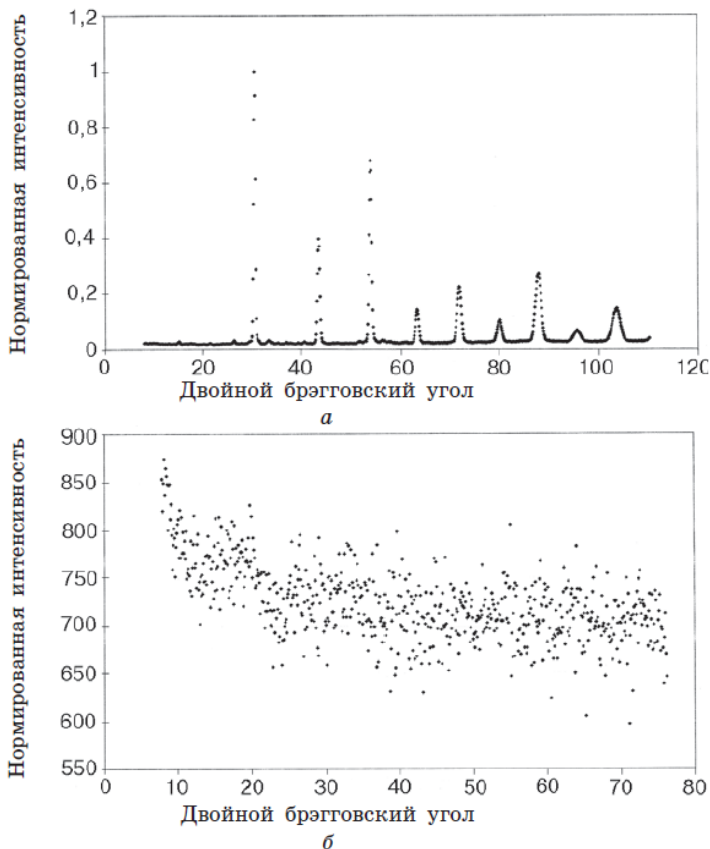 Нормированная интенсивность
1,2
1
0,8
0,6
0,4
0,2
0
0 20 40 60 80 100 120
Двойной брэгговский угол
а
Нормированная интенсивность
900
850
800
750
700
650
600
550
0 10 20 30 40 50 60 70 80
Двойной брэгговский угол
б